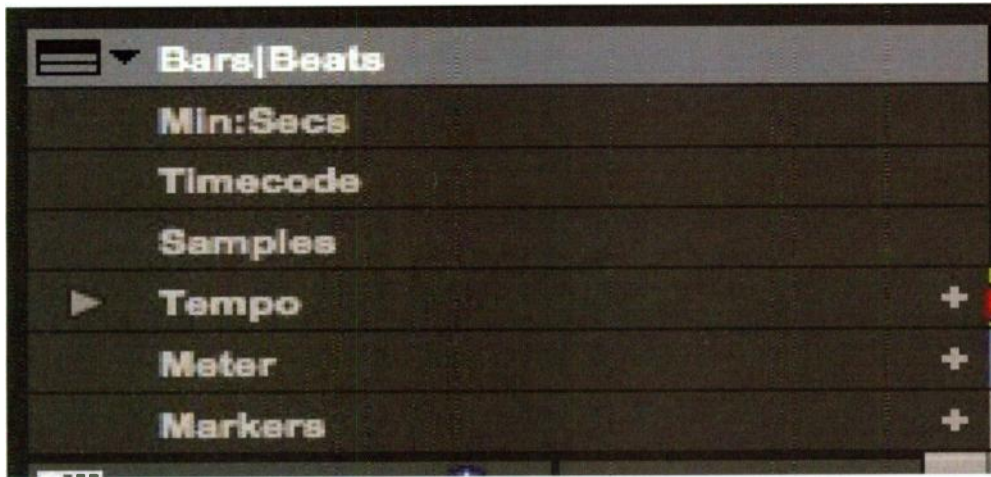 Bars|Beats
Min:Secs
Timecode
Samples
Tempo +
Meter +
Markers +